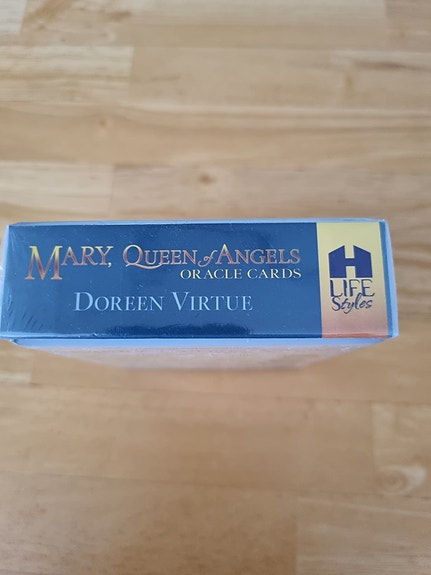 MARY, QUEEN of ANGELS
ORACLE CARDS
DOREEN VIRTUE
H
LIFE
Styles